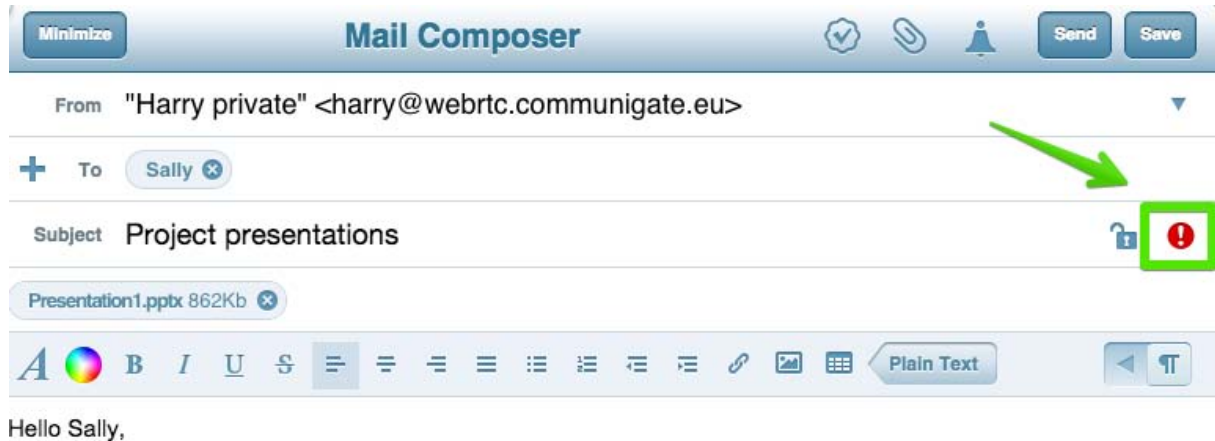 Minimize Mail Composer Send Save
From "Harry private" <harry@webrtc.communigate.eu>
To Sally
Subject Project presentations
Presentation1.pptx 862Kb
A B I U S Plain Text ¶
Hello Sally,